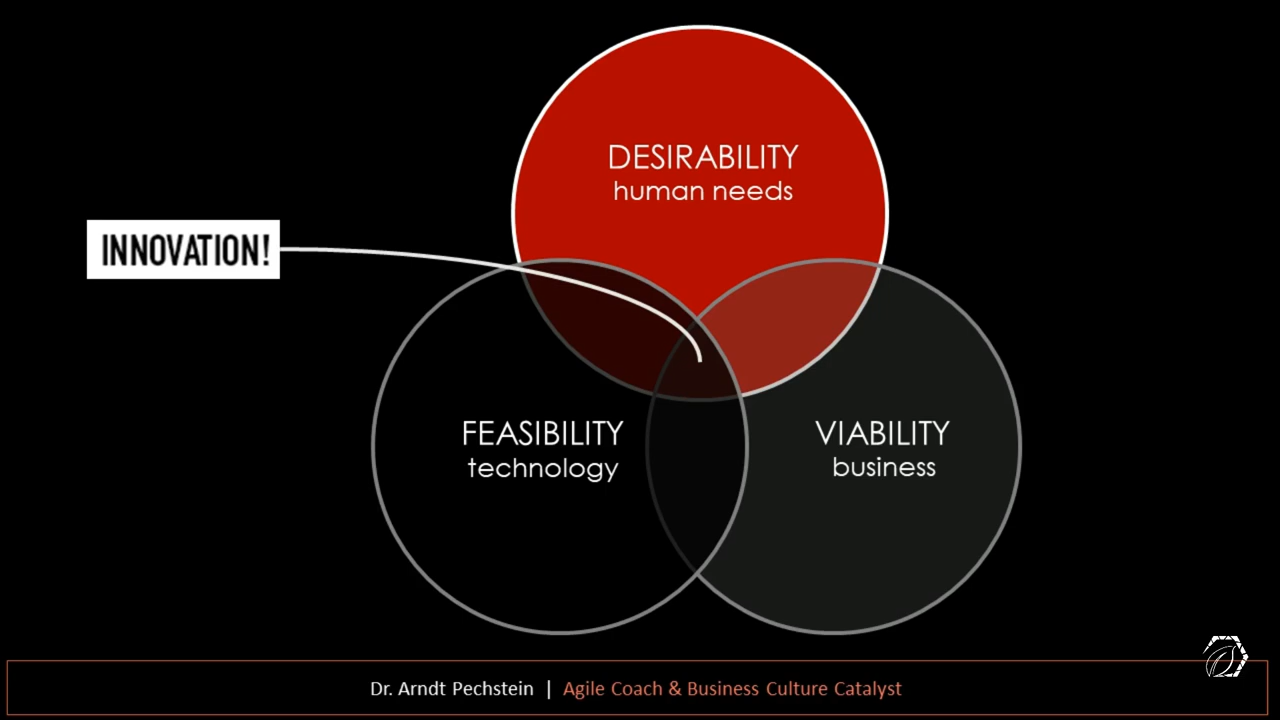 DESIRABILITY
human needs
INNOVATION!
FEASIBILITY
technology
VIABILITY
business
Dr. Arndt Pechstein | Agile Coach & Business Culture Catalyst